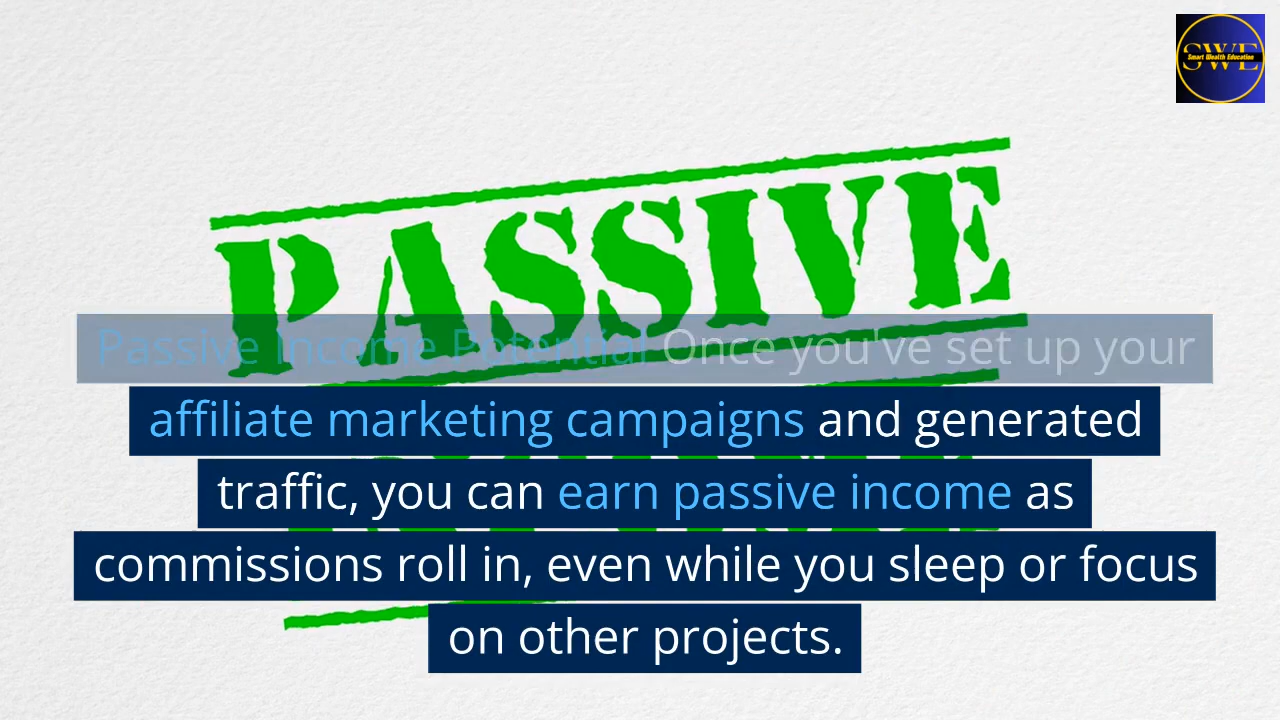 SWE
Smart Wealth Education
PASSIVE
Passive Income Potential Once you've set up your
affiliate marketing campaigns and generated
traffic, you can earn passive income as
commissions roll in, even while you sleep or focus
on other projects.